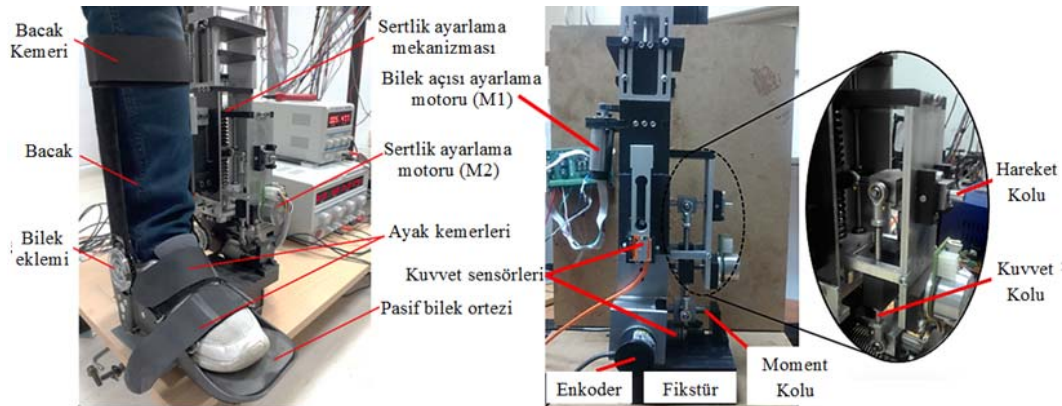 Bacak
Kemeri
Bacak
Bilek
eklemi
Sertlik ayarlama
mekanizması
Bilek açısı ayarlama
motoru (M1)
Sertlik ayarlama
motoru (M2)
Ayak kemerleri
Kuvvet sensörleri
Pasif bilek ortezi
Enkoder
Fikstür
Moment
Kolu
Hareket
Kolu
Kuvvet
Kolu